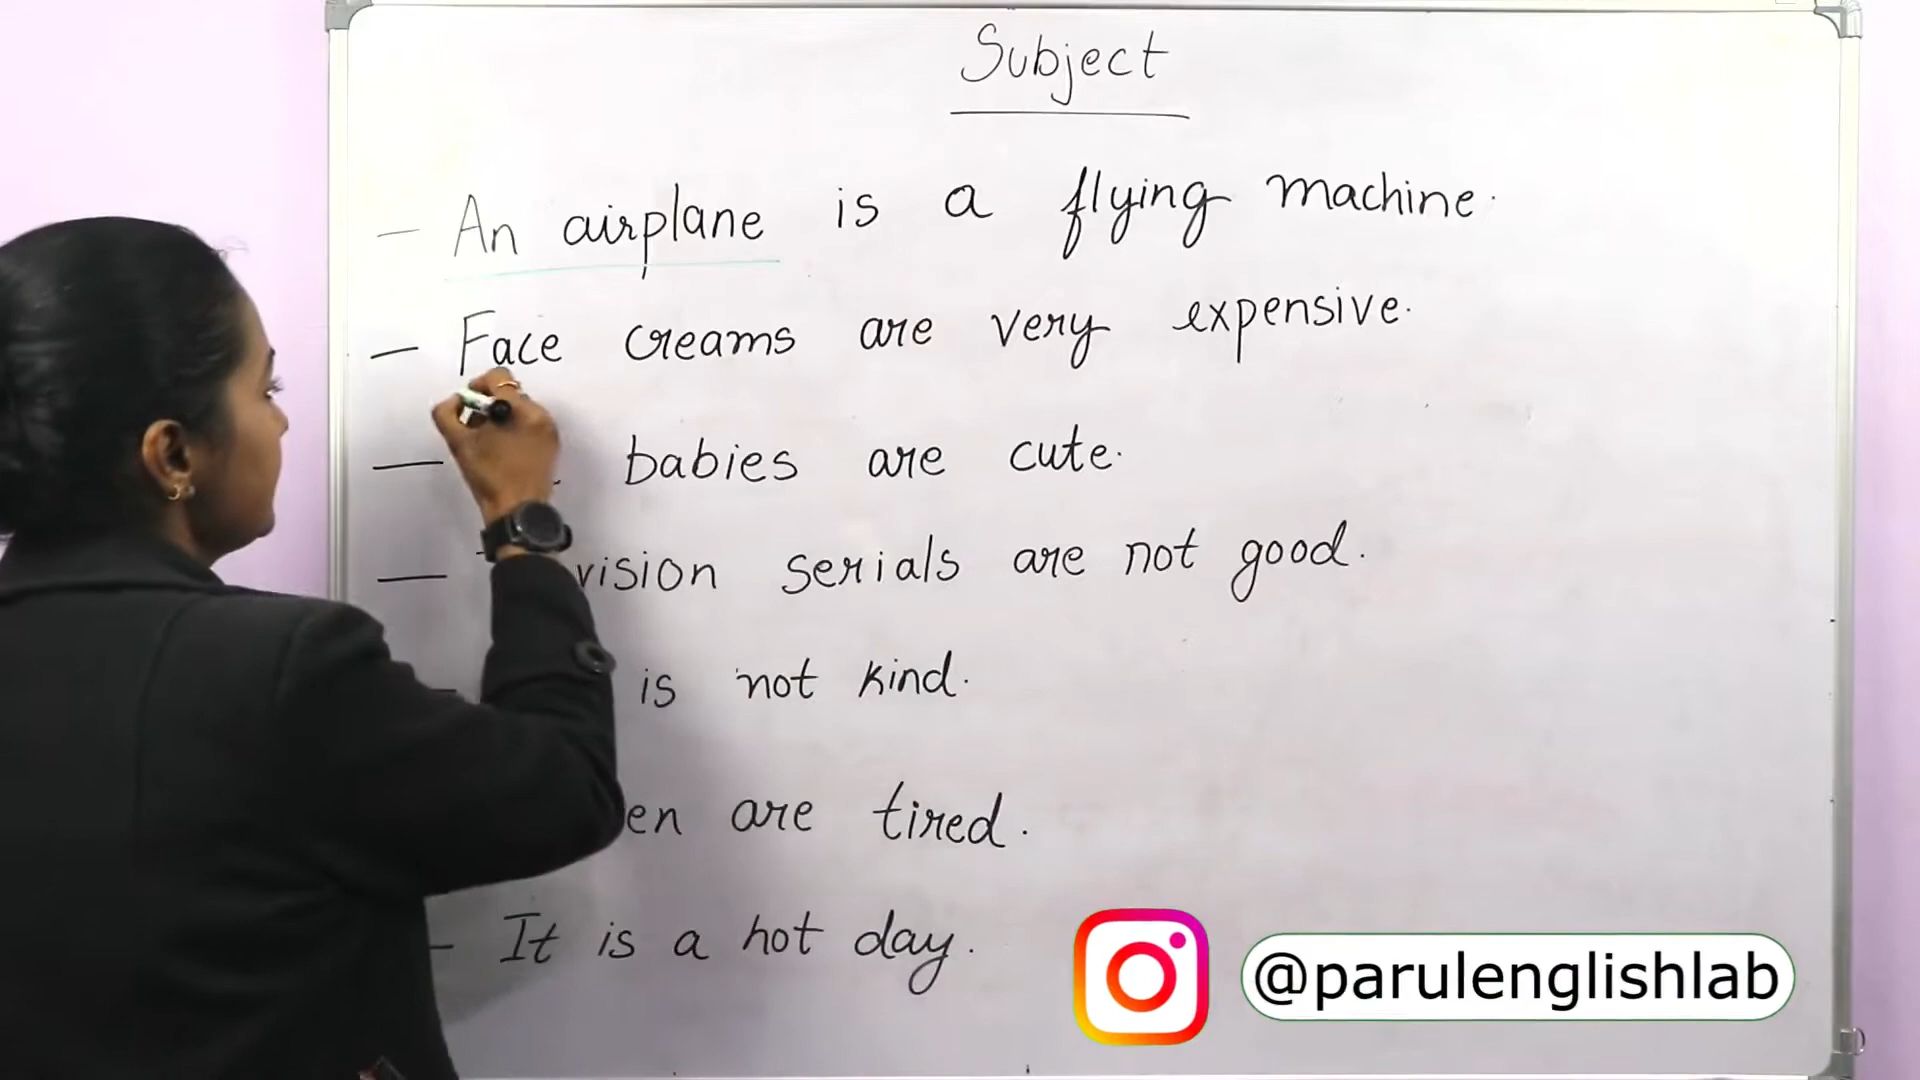 Subject
- An airplane is a flying machine.
- Face creams are very expensive.
- babies are cute.
- vision serials are not good.
- is not kind.
en are tired.
- It is a hot day.
@parulenglishlab